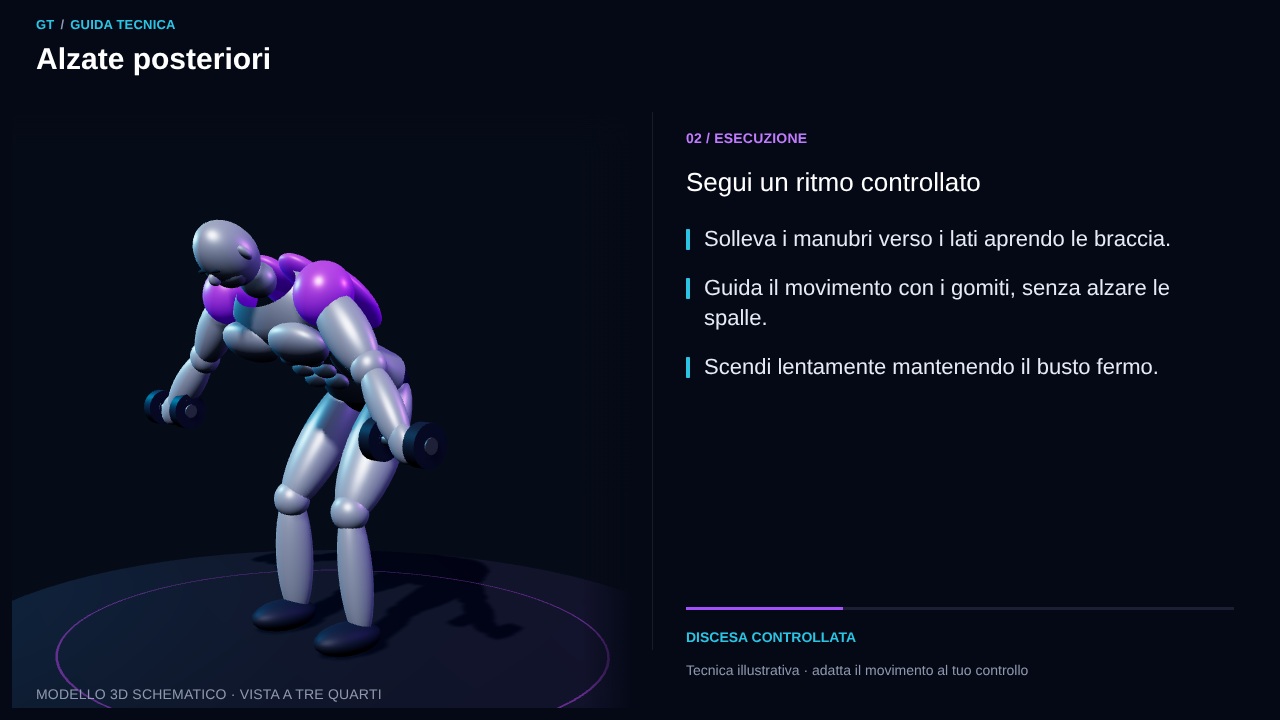 GT / GUIDA TECNICA
Alzate posteriori
02 / ESECUZIONE
Segui un ritmo controllato
Solleva i manubri verso i lati aprendo le braccia.
Guida il movimento con i gomiti, senza alzare le
spalle.
Scendi lentamente mantenendo il busto fermo.
DISCESA CONTROLLATA
Tecnica illustrativa · adatta il movimento al tuo controllo
MODELLO 3D SCHEMATICO · VISTA A TRE QUARTI